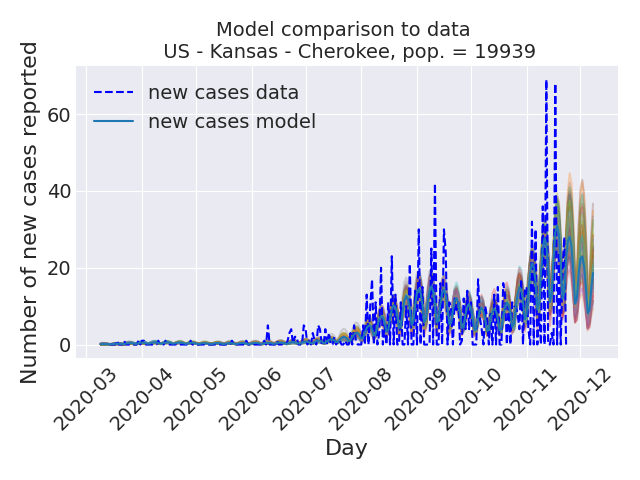 Model comparison to data
US - Kansas - Cherokee, pop. = 19939
Number of new cases reported
60
40
20
0
new cases data
new cases model
2020-03
2020-04
2020-05
2020-06
2020-07
2020-08
2020-09
2020-10
2020-11
2020-12
Day